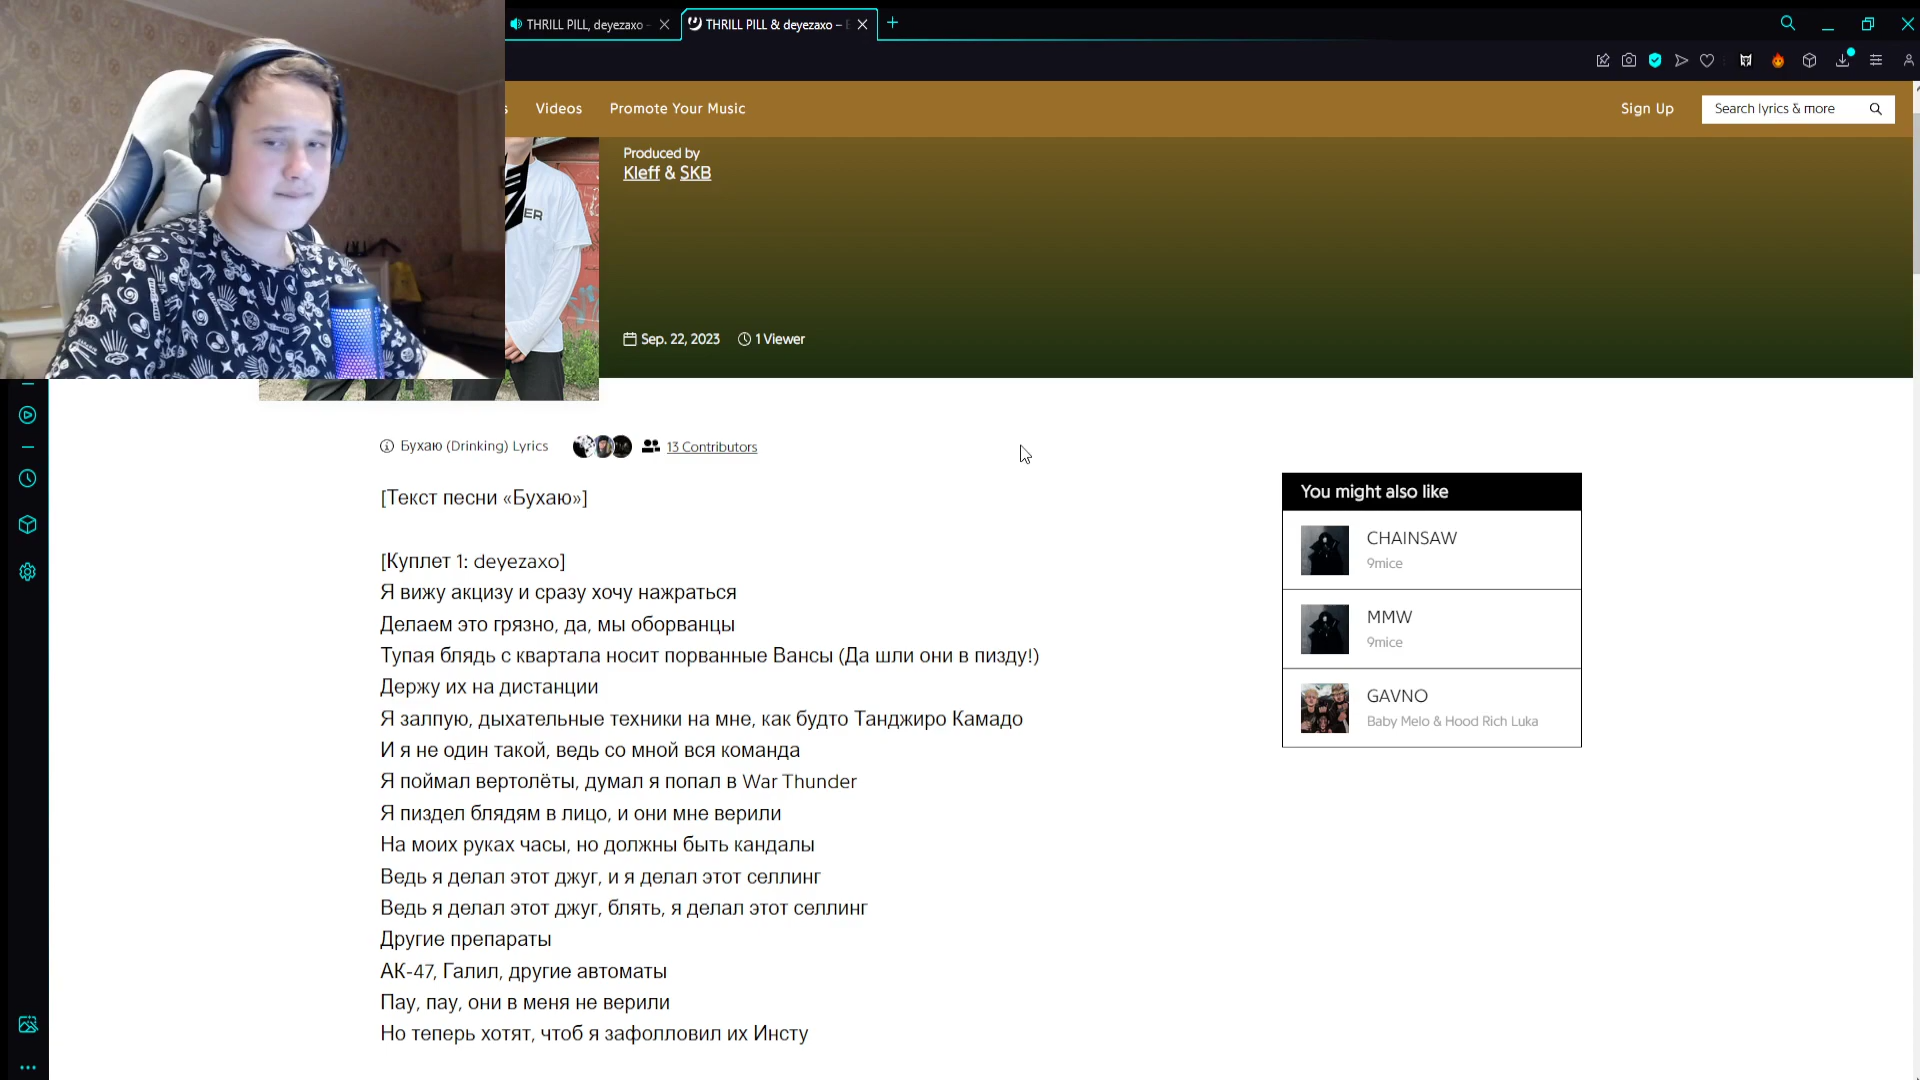 THRILL PILL, deyezaxo -
THRILL PILL & deyezaxo –
Videos
Promote Your Music
Sign Up
Search lyrics & more
Produced by
Kleff & SKB
ER
Sep. 22, 2023
1 Viewer
Бухаю (Drinking) Lyrics
13 Contributors
[Текст песни «Бухаю»]
[Куплет 1: deyezaxo]
Я вижу акцизу и сразу хочу нажраться
Делаем это грязно, да, мы оборванцы
Тупая блядь с квартала носит порванные Вансы (Да шли они в пизду!)
Держу их на дистанции
Я залпую, дыхательные техники на мне, как будто Танджиро Камадо
И я не один такой, ведь со мной вся команда
Я поймал вертолёты, думал я попал в War Thunder
Я пиздел блядям в лицо, и они мне верили
На моих руках часы, но должны быть кандалы
Ведь я делал этот джуг, и я делал этот селлинг
Ведь я делал этот джуг, блять, я делал этот селлинг
Другие препараты
АК-47, Галил, другие автоматы
Пау, пау, они в меня не верили
Но теперь хотят, чтоб я зафолловил их Инсту
You might also like
CHAINSAW
9mice
MMW
9mice
GAVNO
Baby Melo & Hood Rich Luka